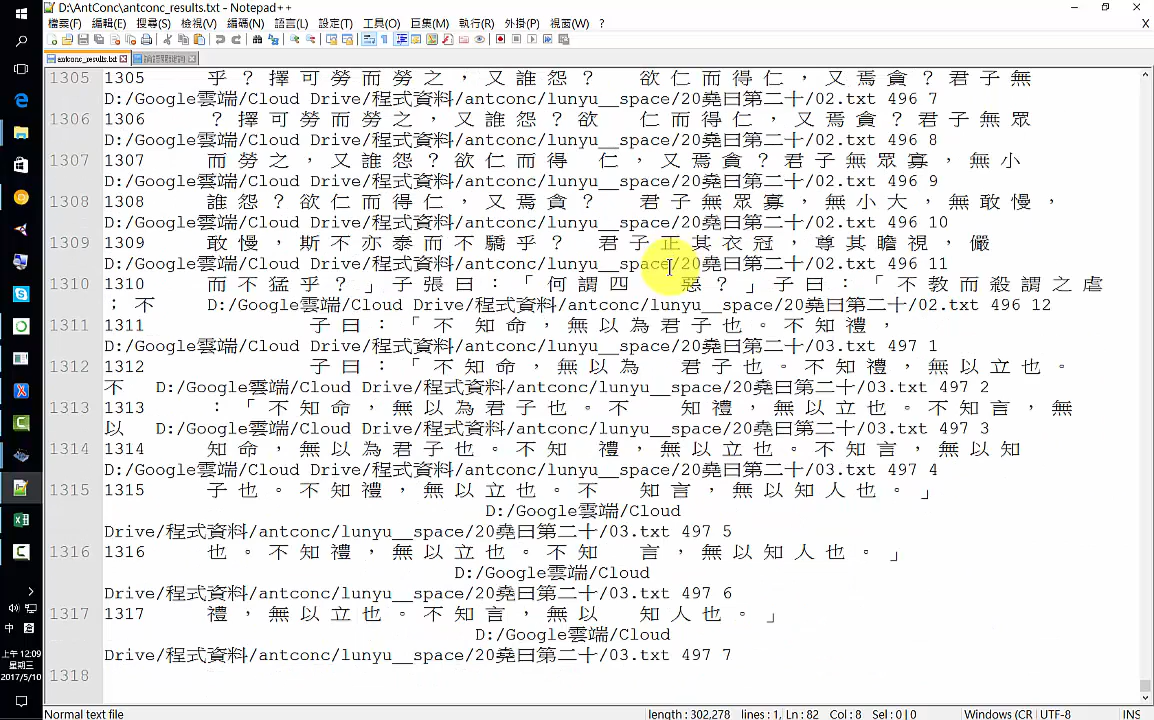 D:\AntConc\antconc_results.txt - Notepad++
檔案(F) 編輯(E) 搜尋(S) 檢視(V) 編碼(N) 語言(L) 設定(T) 工具(O) 巨集(M) 執行(R) 外掛(P) 視窗(W) ? X
antconc_results.txt
1305 1305 乎 ? 擇 可 勞 而 勞 之 , 又 誰 怨 ? 欲 仁 而 得 仁 , 又 焉 貪 ? 君 子 無
D:/Google雲端/Cloud Drive/程式資料/antconc/lunyu__space/20堯曰第二十/02.txt 496 7
1306 1306 ? 擇 可 勞 而 勞 之 , 又 誰 怨 ? 欲 仁 而 得 仁 , 又 焉 貪 ? 君 子 無 眾
D:/Google雲端/Cloud Drive/程式資料/antconc/lunyu__space/20堯曰第二十/02.txt 496 8
1307 1307 而 勞 之 , 又 誰 怨 ? 欲 仁 而 得 仁 , 又 焉 貪 ? 君 子 無 眾 寡 , 無 小
D:/Google雲端/Cloud Drive/程式資料/antconc/lunyu__space/20堯曰第二十/02.txt 496 9
1308 1308 誰 怨 ? 欲 仁 而 得 仁 , 又 焉 貪 ? 君 子 無 眾 寡 , 無 小 大 , 無 敢 慢 ,
D:/Google雲端/Cloud Drive/程式資料/antconc/lunyu__space/20堯曰第二十/02.txt 496 10
1309 1309 敢 慢 , 斯 不 亦 泰 而 不 驕 乎 ? 君 子 正 其 衣 冠 , 尊 其 瞻 視 , 儼
D:/Google雲端/Cloud Drive/程式資料/antconc/lunyu__space/20堯曰第二十/02.txt 496 11
1310 1310 而 不 猛 乎 ? 」 子 張 曰 : 「 何 謂 四 惡 ? 」 子 曰 : 「 不 教 而 殺 謂 之 虐
; 不 D:/Google雲端/Cloud Drive/程式資料/antconc/lunyu__space/20堯曰第二十/02.txt 496 12
1311 1311 子 曰 : 「 不 知 命 , 無 以 為 君 子 也 。 不 知 禮 ,
D:/Google雲端/Cloud Drive/程式資料/antconc/lunyu__space/20堯曰第二十/03.txt 497 1
1312 1312 子 曰 : 「 不 知 命 , 無 以 為 君 子 也 。 不 知 禮 , 無 以 立 也 。
不 D:/Google雲端/Cloud Drive/程式資料/antconc/lunyu__space/20堯曰第二十/03.txt 497 2
1313 1313 : 「 不 知 命 , 無 以 為 君 子 也 。 不 知 禮 , 無 以 立 也 。 不 知 言 , 無
以 D:/Google雲端/Cloud Drive/程式資料/antconc/lunyu__space/20堯曰第二十/03.txt 497 3
1314 1314 知 命 , 無 以 為 君 子 也 。 不 知 禮 , 無 以 立 也 。 不 知 言 , 無 以 知
D:/Google雲端/Cloud Drive/程式資料/antconc/lunyu__space/20堯曰第二十/03.txt 497 4
1315 1315 子 也 。 不 知 禮 , 無 以 立 也 。 不 知 言 , 無 以 知 人 也 。 」
D:/Google雲端/Cloud
Drive/程式資料/antconc/lunyu__space/20堯曰第二十/03.txt 497 5
1316 1316 也 。 不 知 禮 , 無 以 立 也 。 不 知 言 , 無 以 知 人 也 。 」
D:/Google雲端/Cloud
Drive/程式資料/antconc/lunyu__space/20堯曰第二十/03.txt 497 6
1317 1317 禮 , 無 以 立 也 。 不 知 言 , 無 以 知 人 也 。 」
D:/Google雲端/Cloud
Drive/程式資料/antconc/lunyu__space/20堯曰第二十/03.txt 497 7
1318
中
上午 12:09
星期三
2017/5/10
Normal text file length : 302,278 lines : 1, Ln : 82 Col : 8 Sel : 0 | 0 Windows (CR UTF-8 INS